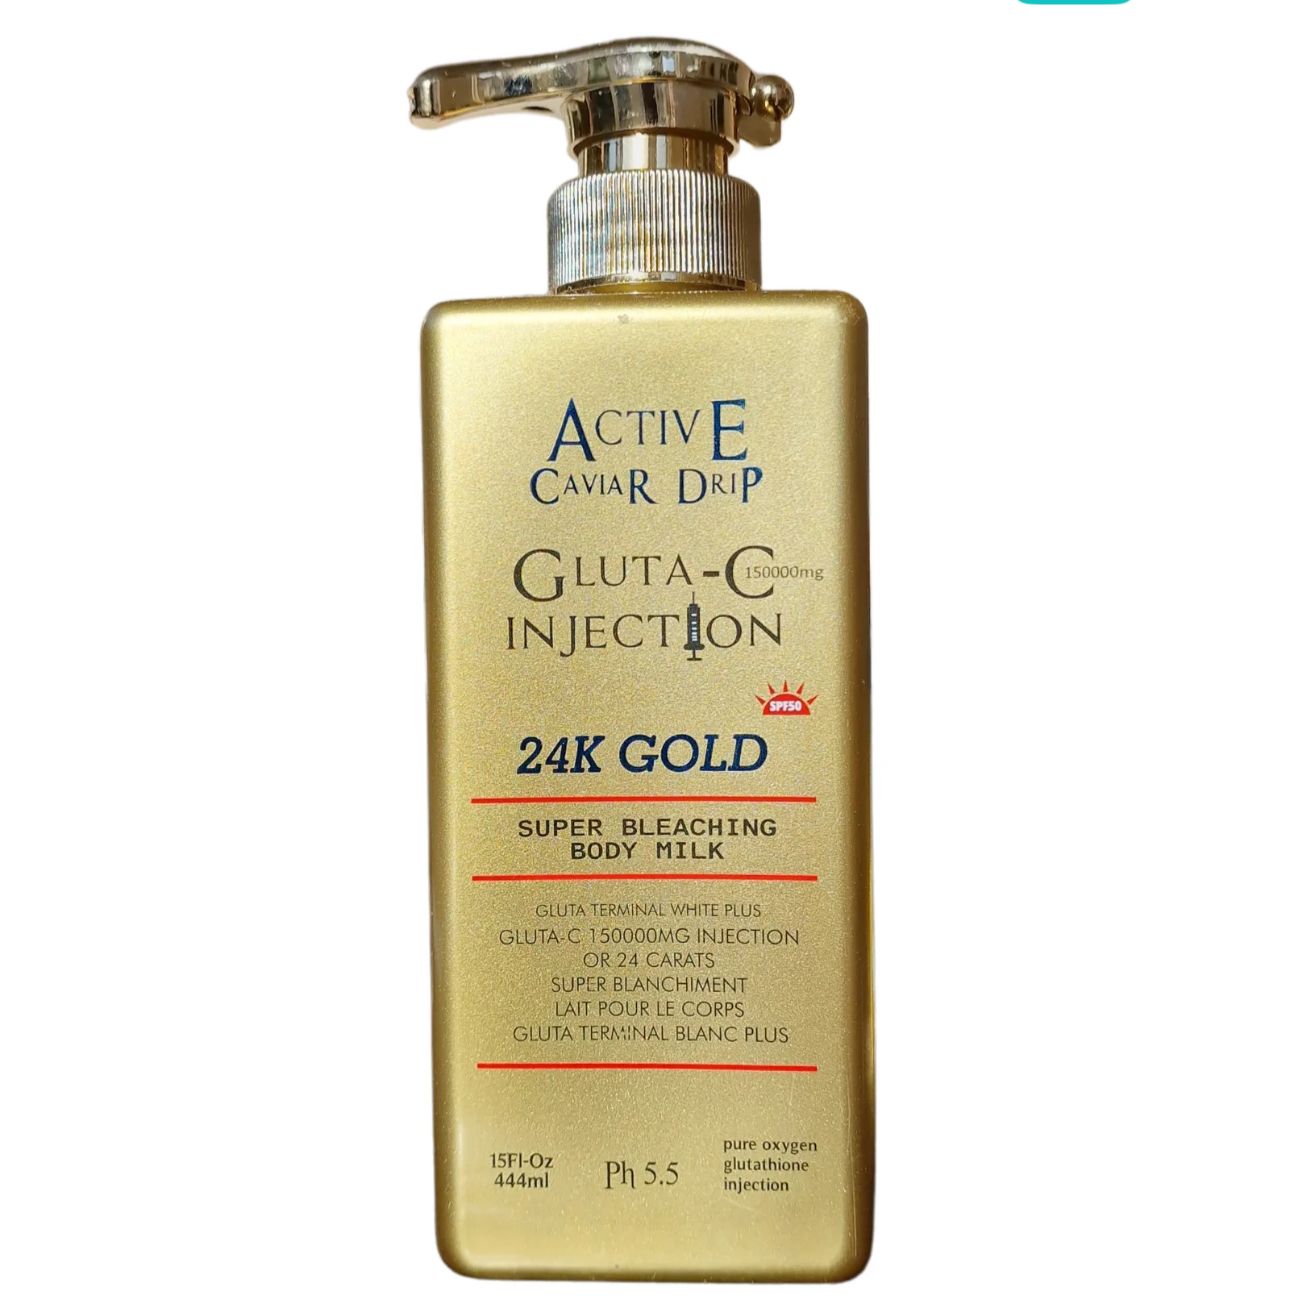 ACTIVE
CAVIAR DRIP
GLUTA-C 150000mg
INJECTION
SPF50
24K GOLD
SUPER BLEACHING
BODY MILK
GLUTA TERMINAL WHITE PLUS
GLUTA-C 150000MG INJECTION
OR 24 CARATS
SUPER BLANCHIMENT
LAIT POUR LE CORPS
GLUTA TERMINAL BLANC PLUS
15Fl-Oz
444ml
Ph 5.5
pure oxygen
glutathione
injection